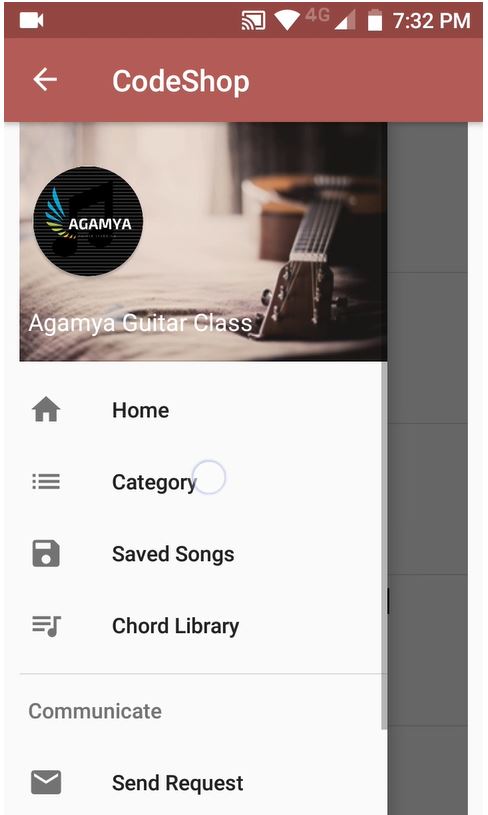 4G 7:32 PM
CodeShop
AGAMYA
Agamya Guitar Class
Home
Category
Saved Songs
Chord Library
Communicate
Send Request